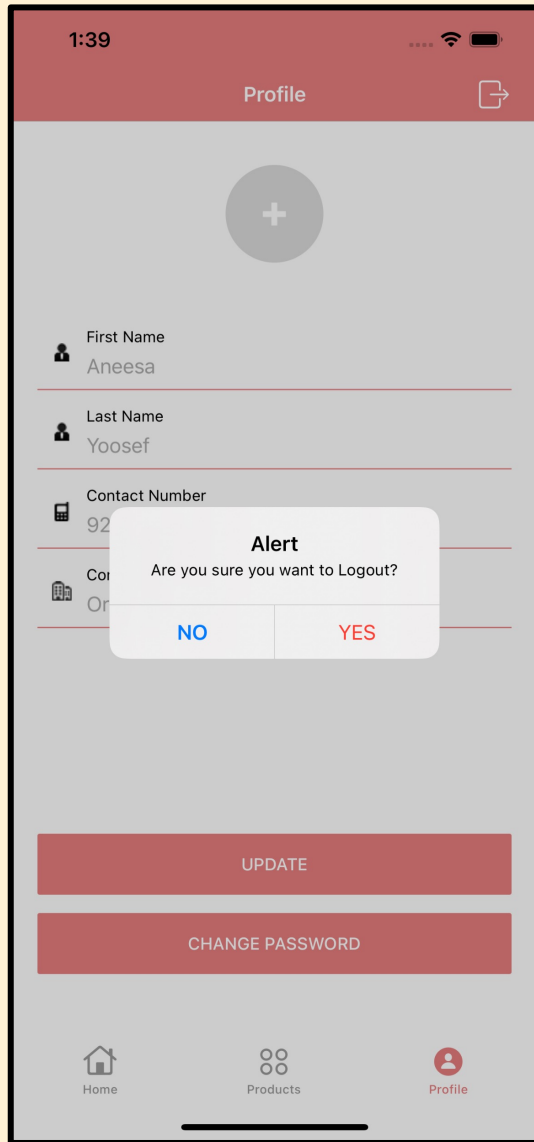 1:39
Profile
First Name
Aneesa
Last Name
Yoosef
Contact Number
92
Alert
Are you sure you want to Logout?
NO
YES
UPDATE
CHANGE PASSWORD
Home
Products
Profile